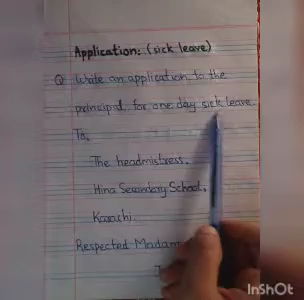 Application: (sick leave)
Q Write an application to the
principal for one day sick leave.
To,
The headmistress,
Hina Secondary School,
Karachi.
Respected Madam
InShOt